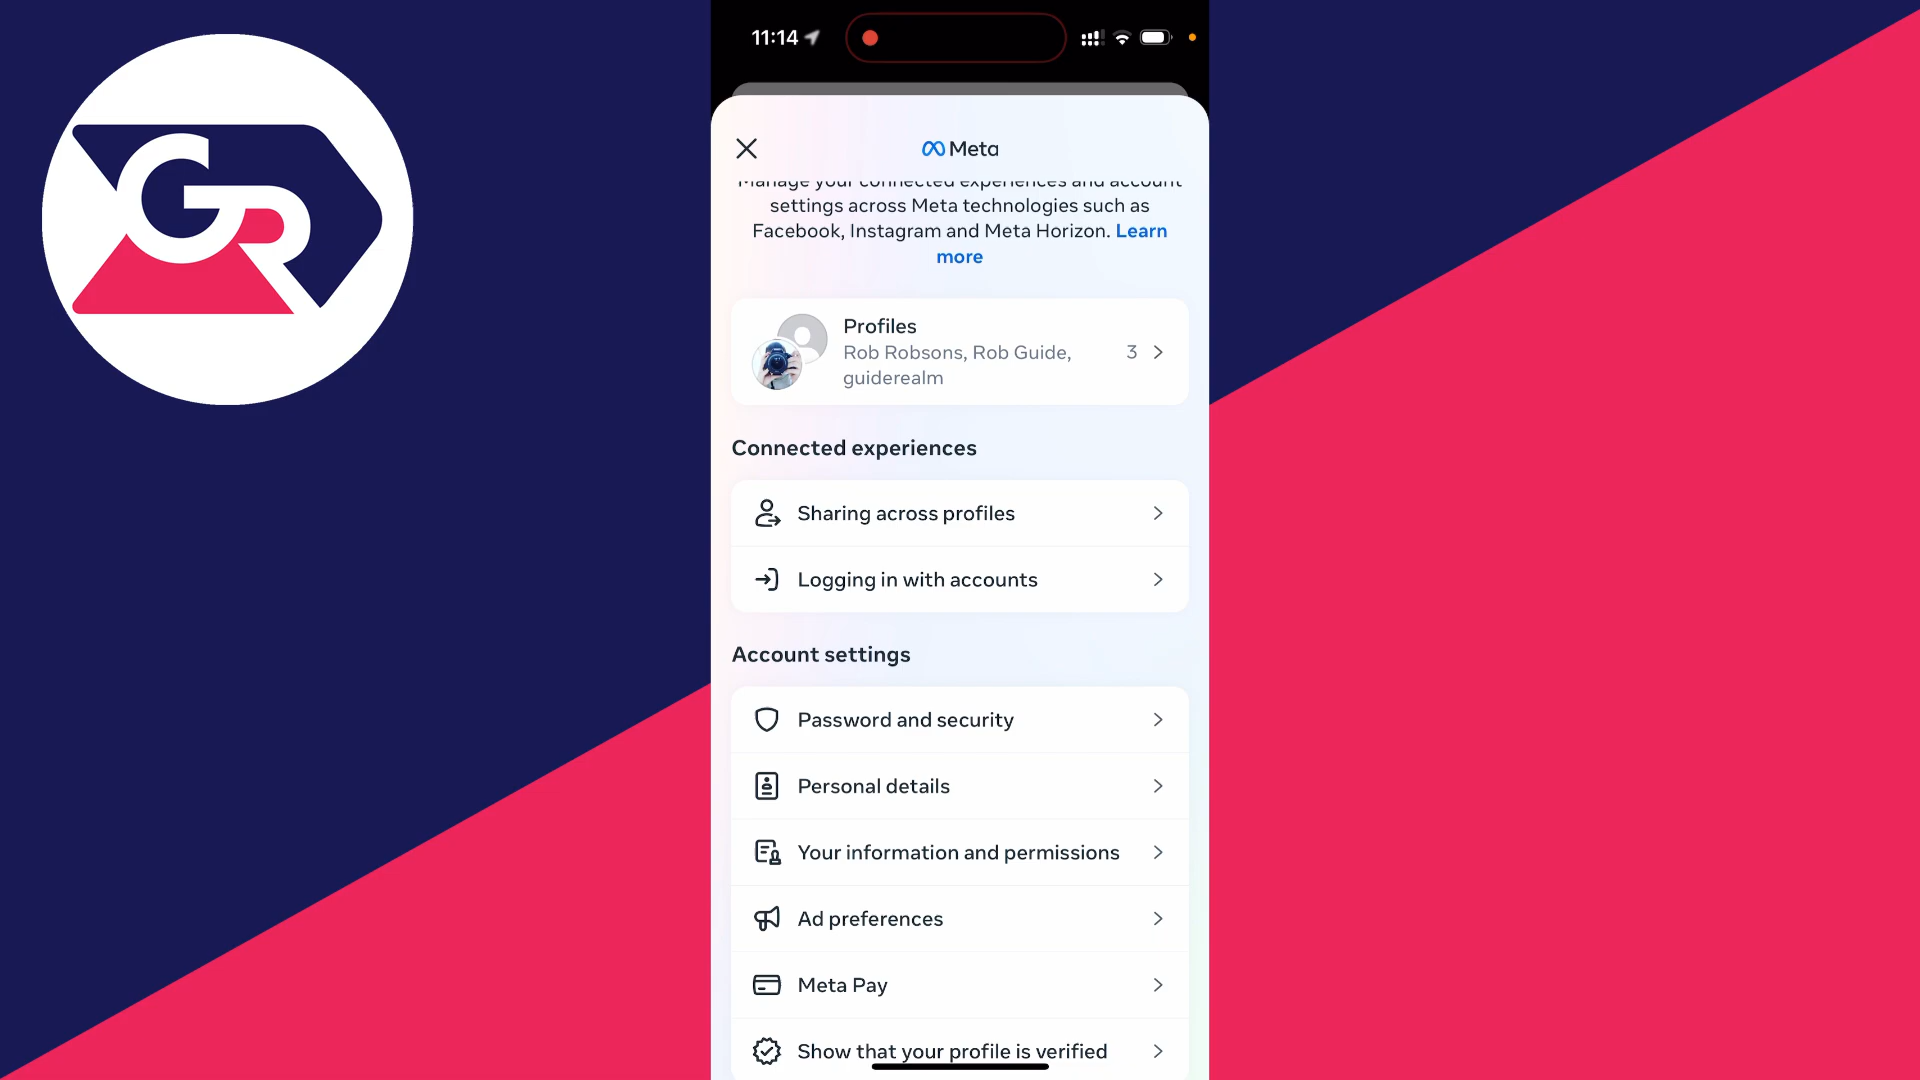 GR
11:14
Meta
Manage your connected experiences and account
settings across Meta technologies such as
Facebook, Instagram and Meta Horizon. Learn
more
Profiles
Rob Robsons, Rob Guide,
guiderealm
3
Connected experiences
Sharing across profiles
Logging in with accounts
Account settings
Password and security
Personal details
Your information and permissions
Ad preferences
Meta Pay
Show that your profile is verified